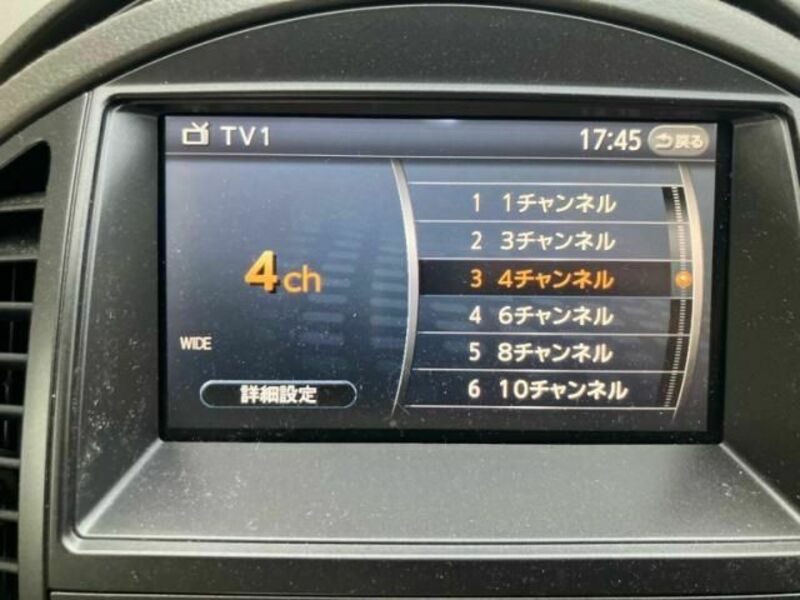 TV1
17:45
戻る
1 1チャンネル
2 3チャンネル
3 4チャンネル
4 6チャンネル
5 8チャンネル
6 10チャンネル
4ch
WIDE
詳細設定